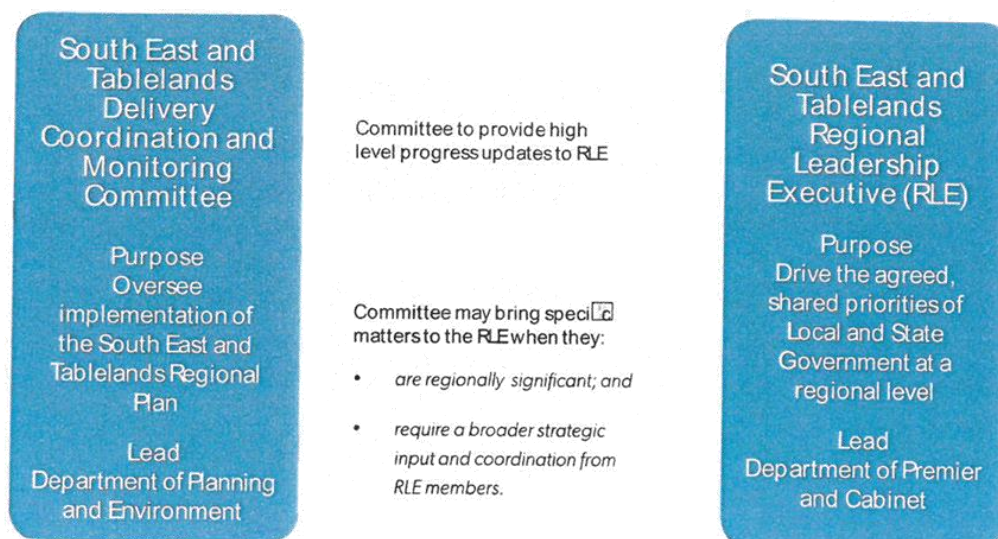 South East and
Tablelands
Delivery
Coordination and
Monitoring
Committee
Purpose
Oversee
implementation of
the South East and
Tablelands Regional
Plan
Lead
Department of Planning
and Environment
Committee to provide high
level progress updates to RLE
Committee may bring speci
matters to the RLE when they:
• are regionally significant; and
• require a broader strategic
input and coordination from
RLE members.
South East and
Tablelands
Regional
Leadership
Executive (RLE)
Purpose
Drive the agreed,
shared priorities of
Local and State
Government at a
regional level
Lead
Department of Premier
and Cabinet